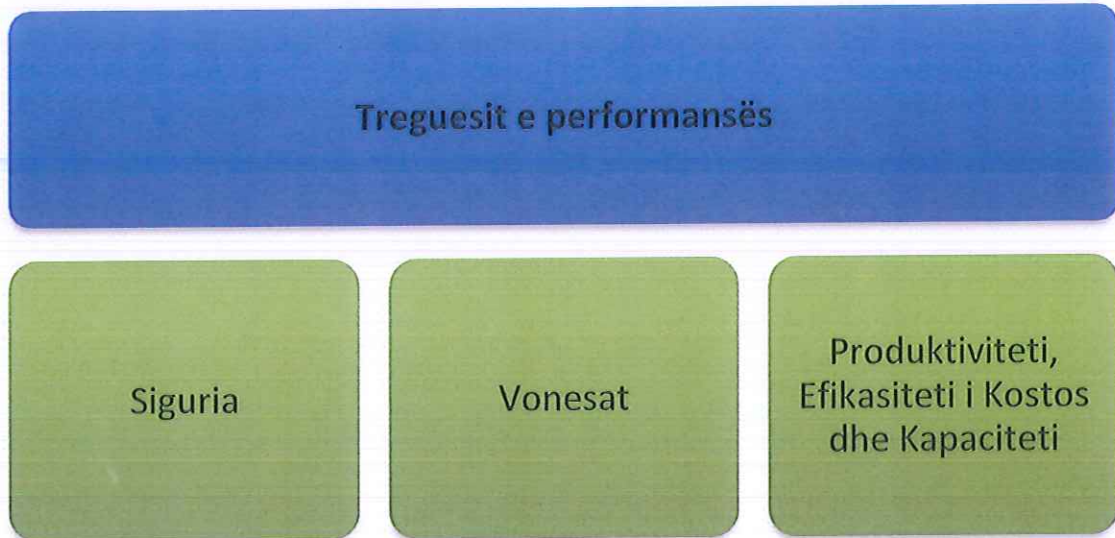 Treguesit e performansës
Siguria
Vonesat
Produktiviteti,
Efikasiteti i Kostos
dhe Kapaciteti